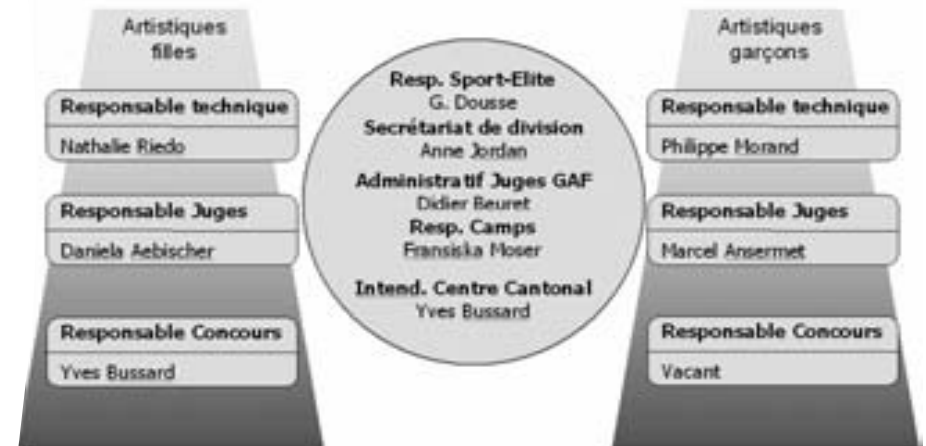 Artistiques
filles
Responsable technique
Nathalie Riedo
Responsable Juges
Daniela Aebischer
Responsable Concours
Yves Bussard
Resp. Sport-Elite
G. Dousse
Secrétariat de division
Anne Jordan
Administratif Juges GAF
Didier Beuret
Resp. Camps
Fransiska Moser
Intend. Centre Cantonal
Yves Bussard
Artistiques
garçons
Responsable technique
Philippe Morand
Responsable Juges
Marcel Ansermet
Responsable Concours
Vacant